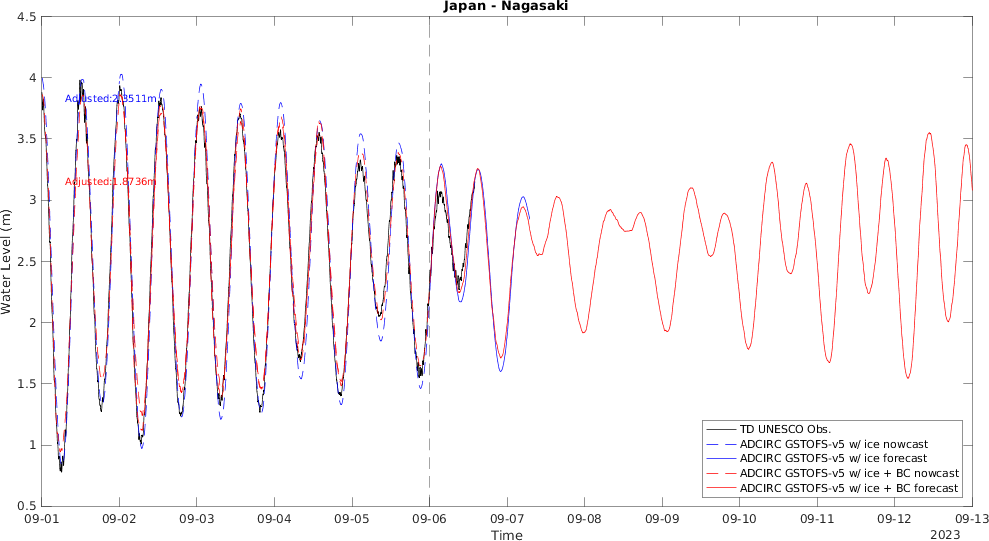 Japan - Nagasaki
4.5
4
3.5
3
2.5
2
1.5
1
0.5
Water Level (m)
Adjusted:1.8736m
09-01
09-02
09-03
09-04
09-05
09-06
09-07
09-08
09-09
09-10
09-11
09-12
09-13
Time
2023
TD UNESCO Obs.
ADCIRC GSTOFS-v5 w/ ice nowcast
ADCIRC GSTOFS-v5 w/ ice forecast
ADCIRC GSTOFS-v5 w/ ice + BC nowcast
ADCIRC GSTOFS-v5 w/ ice + BC forecast